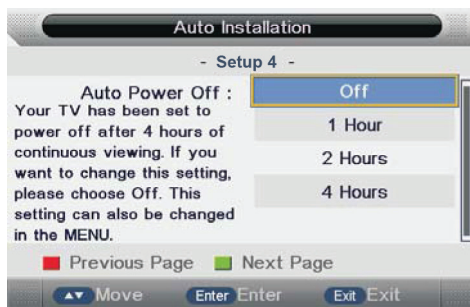 Auto Installation
- Setup 4 -
Auto Power Off :
Your TV has been set to
power off after 4 hours of
continuous viewing. If you
want to change this setting,
please choose Off. This
setting can also be changed
in the MENU.
Off
1 Hour
2 Hours
4 Hours
Previous Page Next Page
Move Enter Enter Exit Exit